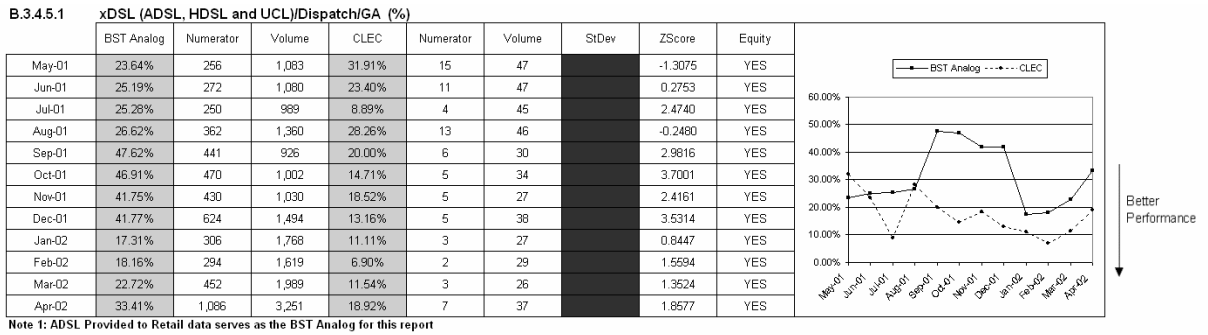 B.3.4.5.1 xDSL (ADSL, HDSL and UCL)/Dispatch/GA (%)
BST Analog Numerator Volume CLEC Numerator Volume StDev ZScore Equity
May-01 23.64% 256 1,083 31.91% 15 47 -1.3075 YES
Jun-01 25.19% 272 1,080 23.40% 11 47 0.2753 YES
Jul-01 25.28% 250 989 8.89% 4 45 2.4740 YES
Aug-01 26.62% 362 1,360 28.26% 13 46 -0.2480 YES
Sep-01 47.62% 441 926 20.00% 6 30 2.9816 YES
Oct-01 46.91% 470 1,002 14.71% 5 34 3.7001 YES
Nov-01 41.75% 430 1,030 18.52% 5 27 2.4161 YES
Dec-01 41.77% 624 1,494 13.16% 5 38 3.5314 YES
Jan-02 17.31% 306 1,768 11.11% 3 27 0.8447 YES
Feb-02 18.16% 294 1,619 6.90% 2 29 1.5594 YES
Mar-02 22.72% 452 1,989 11.54% 3 26 1.3524 YES
Apr-02 33.41% 1,086 3,251 18.92% 7 37 1.8577 YES
Note 1: ADSL Provided to Retail data serves as the BST Analog for this report
BST Analog CLEC
60.00%
50.00%
40.00%
30.00%
20.00%
10.00%
0.00%
May-01 Jun-01 Jul-01 Aug-01 Sep-01 Oct-01 Nov-01 Dec-01 Jan-02 Feb-02 Mar-02 Apr-02
Better
Performance